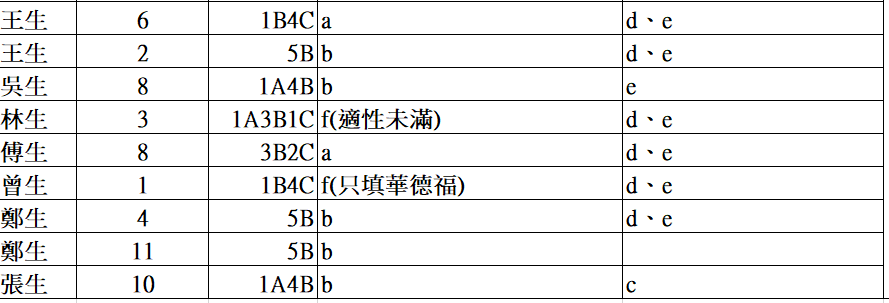 王生 6 1B4C a d、e
王生 2 5B b d、e
吳生 8 1A4B b e
林生 3 1A3B1C f(適性未滿) d、e
傅生 8 3B2C a d、e
曾生 1 1B4C f(只填華德福) d、e
鄭生 4 5B b d、e
鄭生 11 5B b
張生 10 1A4B b c